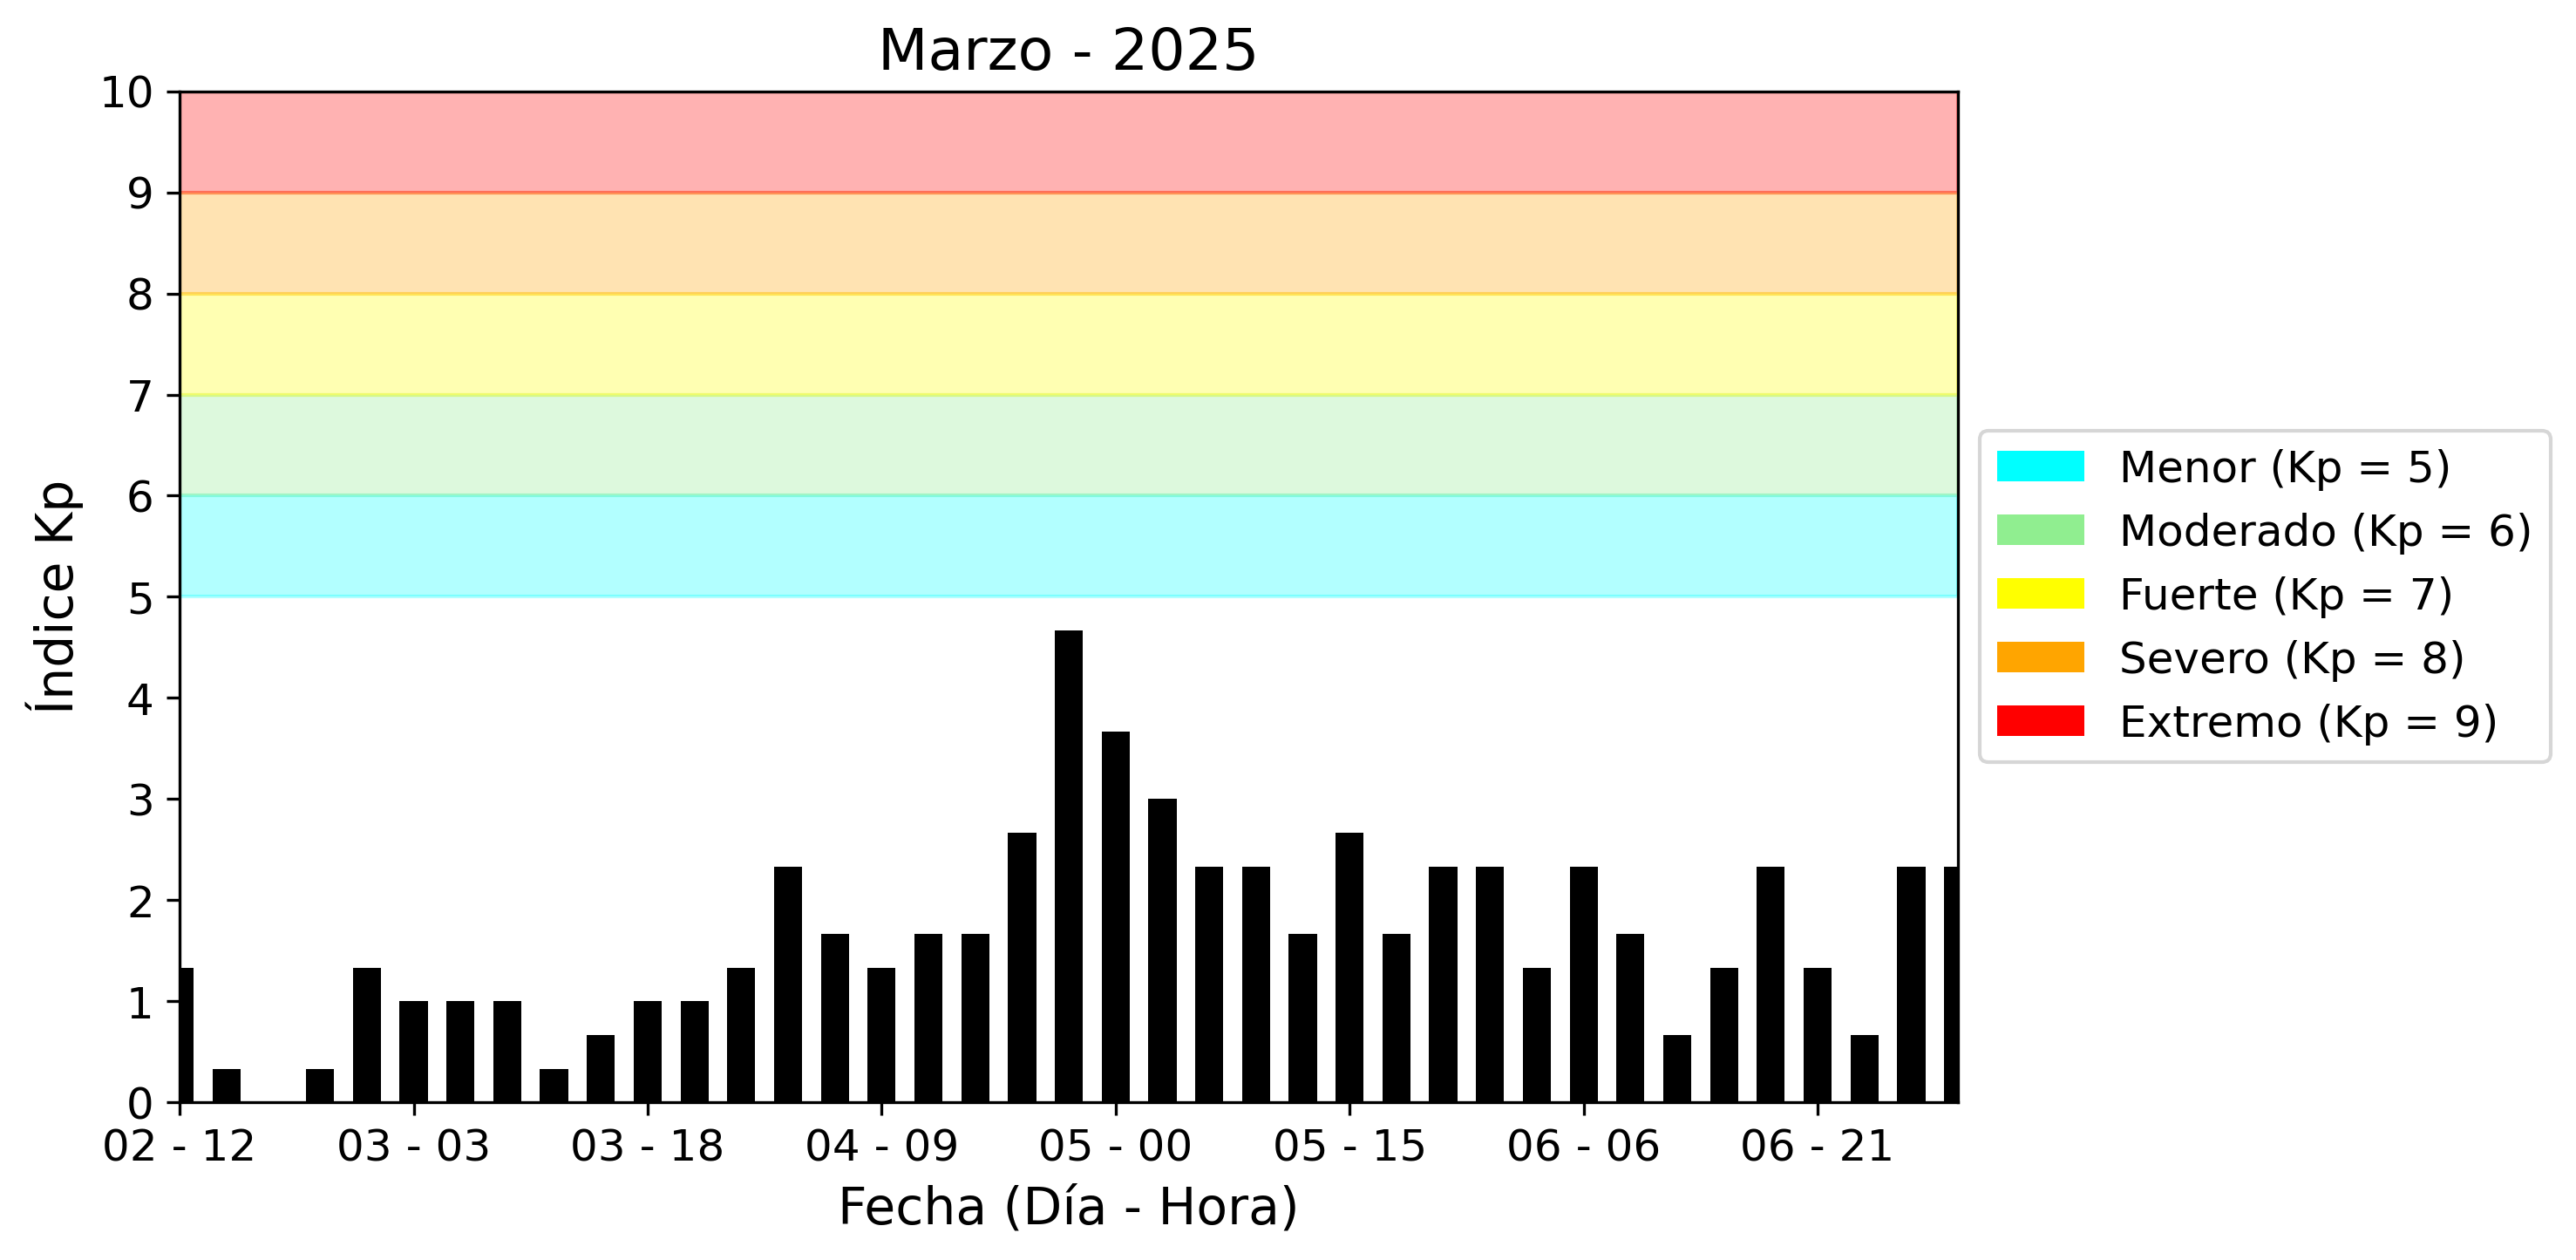 Marzo - 2025
10
9
8
7
6
5
4
3
2
1
0
Índice Kp
02 - 12 03 - 03 03 - 18 04 - 09 05 - 00 05 - 15 06 - 06 06 - 21
Fecha (Día - Hora)
Menor (Kp = 5)
Moderado (Kp = 6)
Fuerte (Kp = 7)
Severo (Kp = 8)
Extremo (Kp = 9)